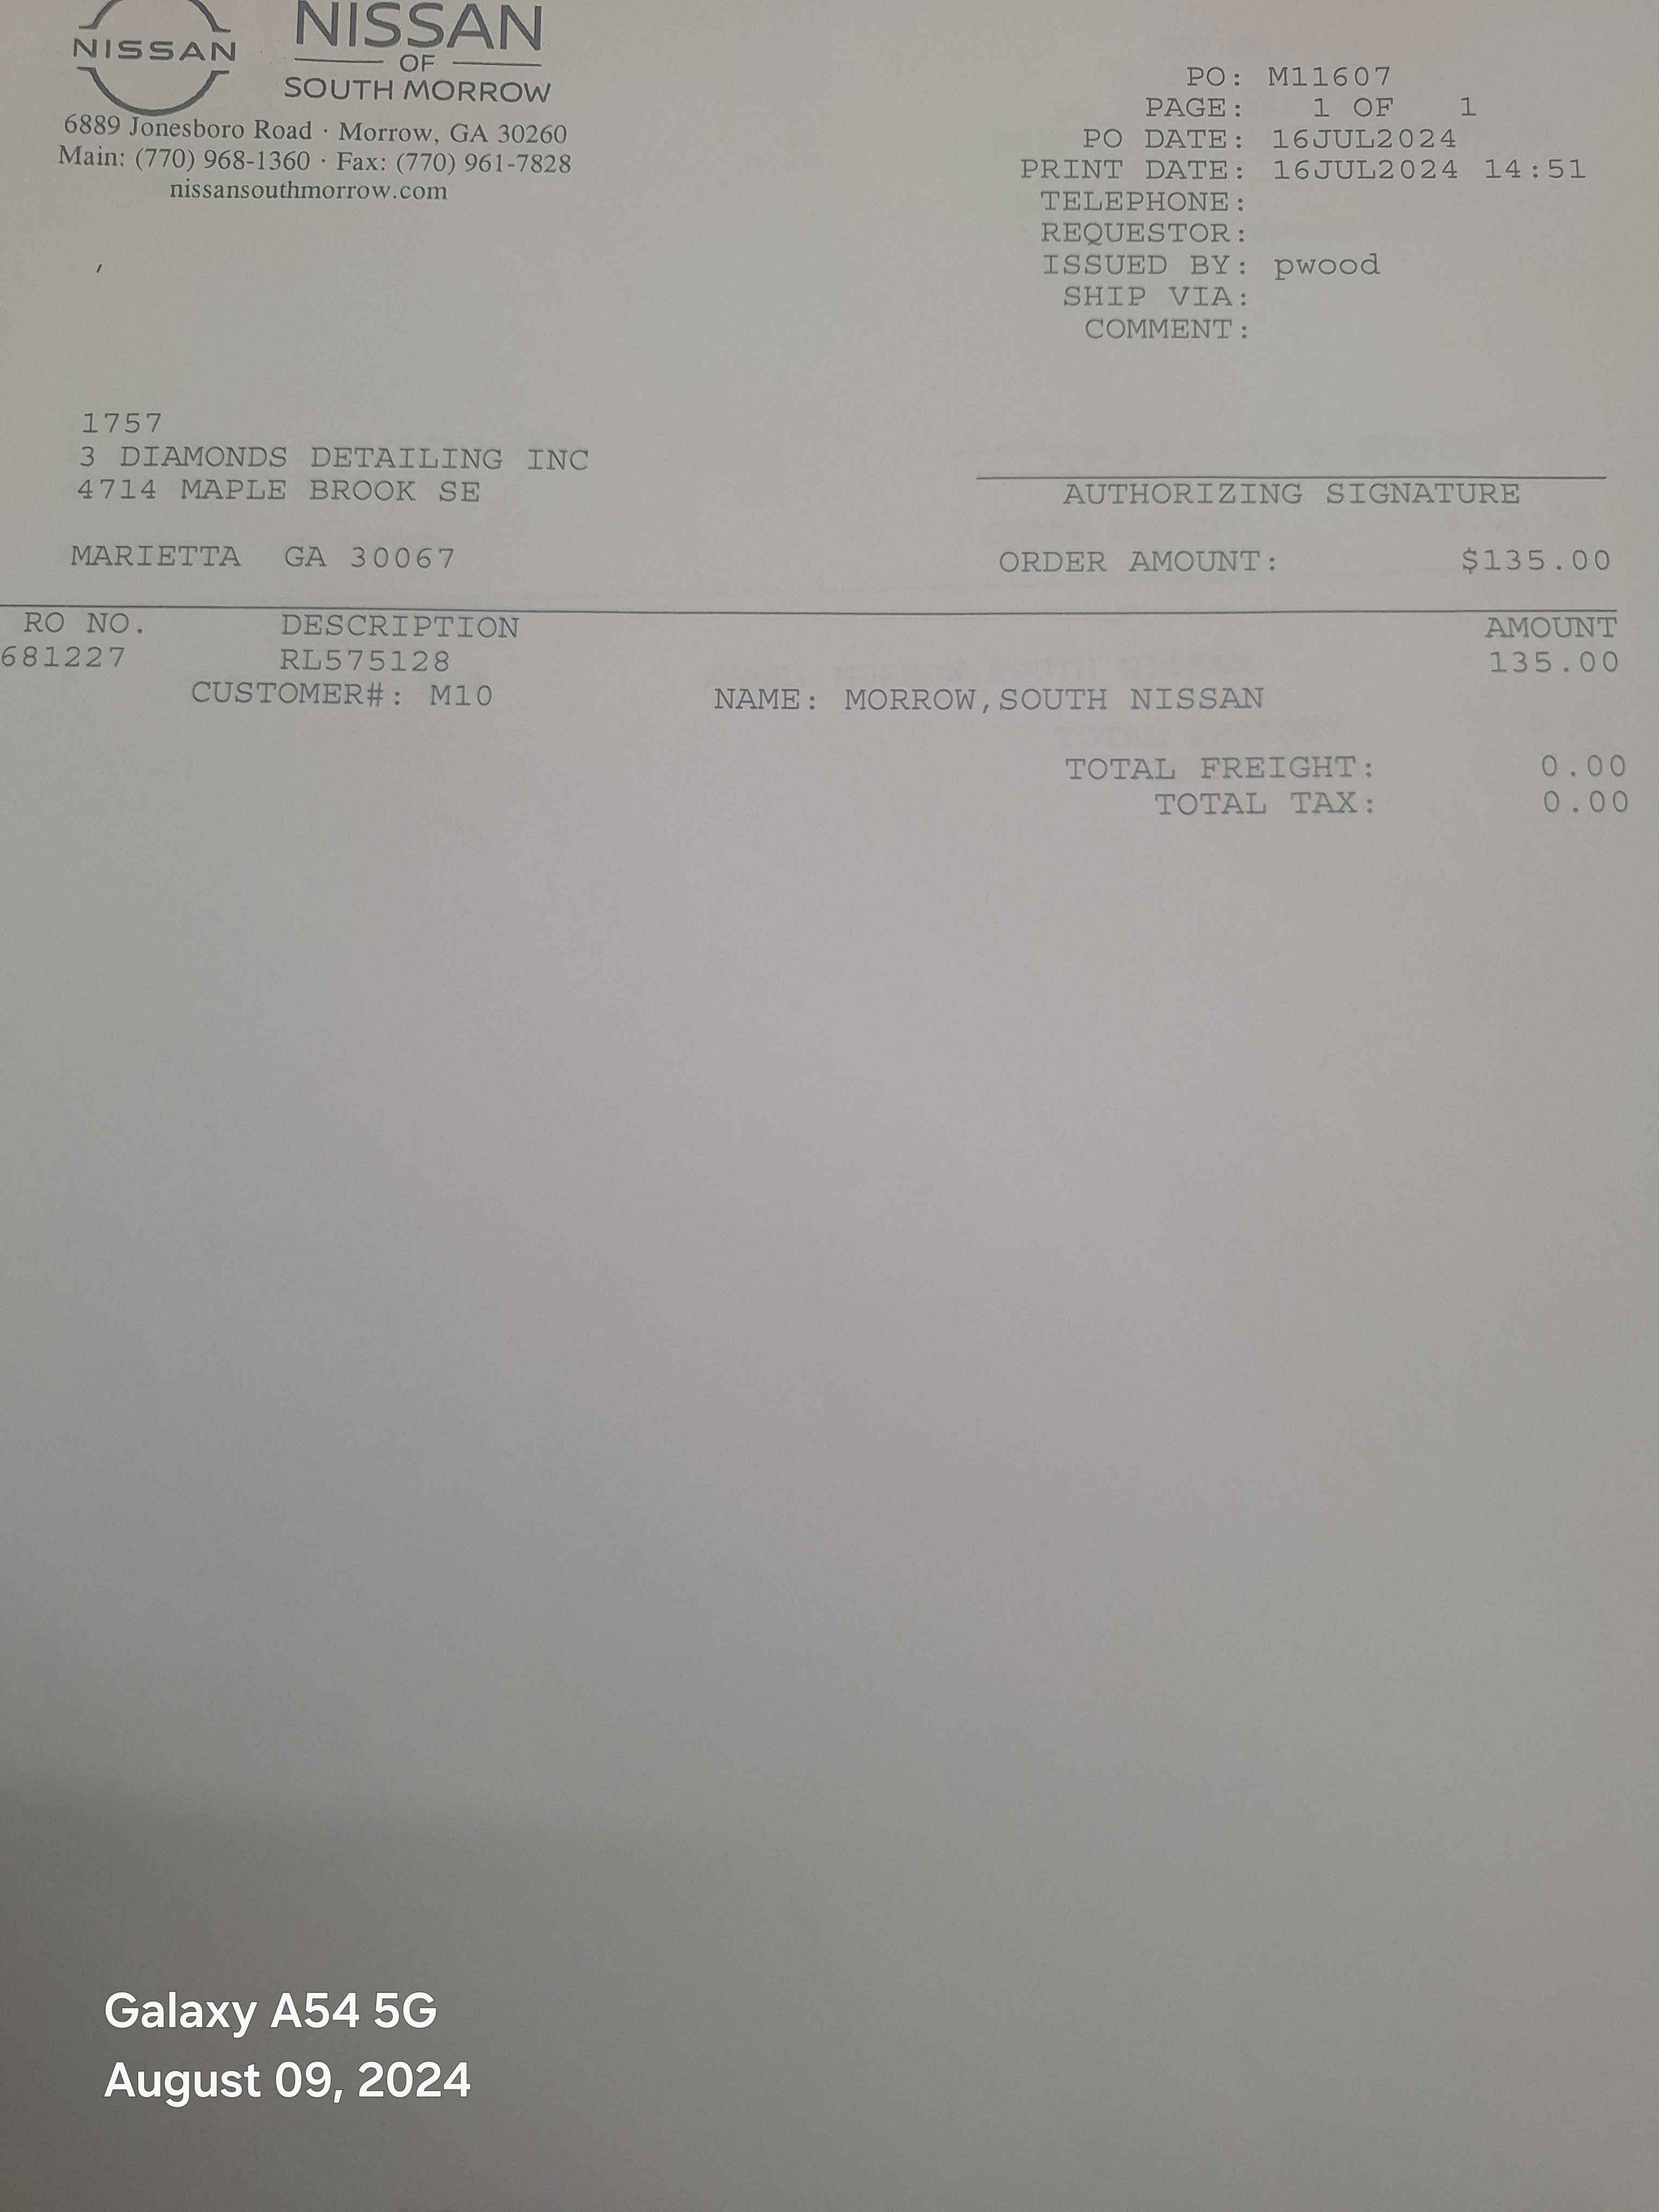 NISSAN
NISSAN
OF
SOUTH MORROW
6889 Jonesboro Road · Morrow, GA 30260
Main: (770) 968-1360 · Fax: (770) 961-7828
nissansouthmorrow.com
PO: M11607
PAGE: 1 OF 1
PO DATE: 16JUL2024
PRINT DATE: 16JUL2024 14:51
TELEPHONE:
REQUESTOR:
ISSUED BY: pwood
SHIP VIA:
COMMENT:
1757
3 DIAMONDS DETAILING INC
4714 MAPLE BROOK SE
MARIETTA GA 30067
AUTHORIZING SIGNATURE
ORDER AMOUNT: $135.00
RO NO. DESCRIPTION AMOUNT
681227 RL575128 135.00
CUSTOMER#: M10 NAME: MORROW,SOUTH NISSAN
TOTAL FREIGHT: 0.00
TOTAL TAX: 0.00
Galaxy A54 5G
August 09, 2024